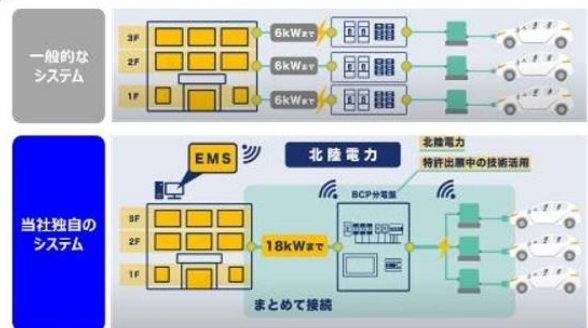 一般的な
システム
3F
2F
1F
6kWまで
6kWまで
6kWまで
当社独自の
システム
EMS
北陸電力
北陸電力
特許出願中の技術活用
BCP分電盤
3F
2F
1F
18kWまで
まとめて接続